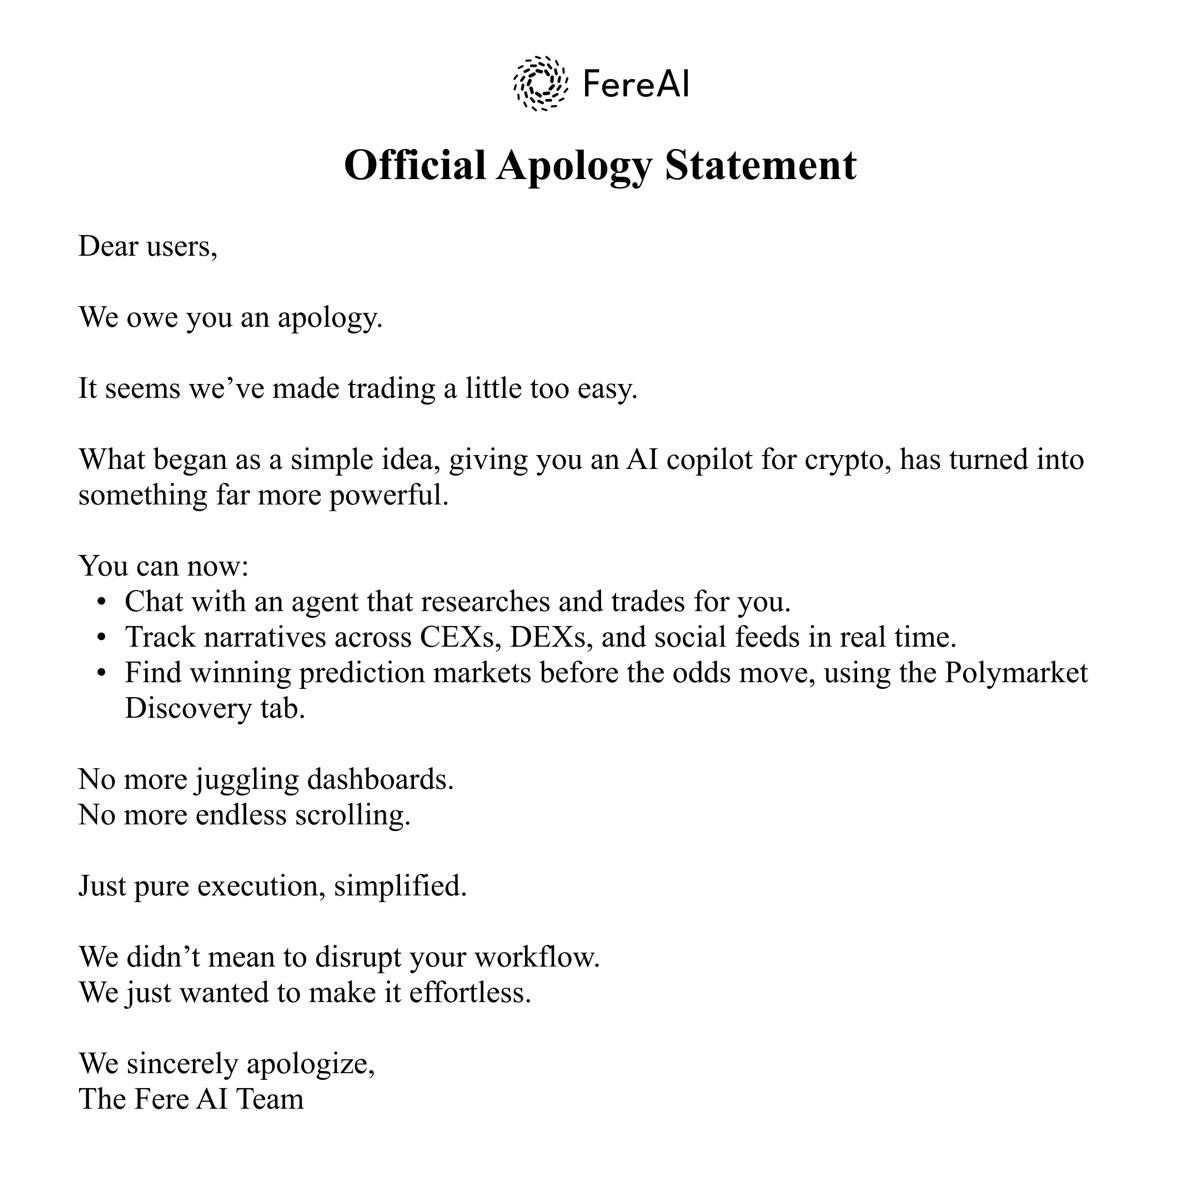 FereAI
Official Apology Statement
Dear users,
We owe you an apology.
It seems we’ve made trading a little too easy.
What began as a simple idea, giving you an AI copilot for crypto, has turned into
something far more powerful.
You can now:
• Chat with an agent that researches and trades for you.
• Track narratives across CEXs, DEXs, and social feeds in real time.
• Find winning prediction markets before the odds move, using the Polymarket
Discovery tab.
No more juggling dashboards.
No more endless scrolling.
Just pure execution, simplified.
We didn’t mean to disrupt your workflow.
We just wanted to make it effortless.
We sincerely apologize,
The Fere AI Team